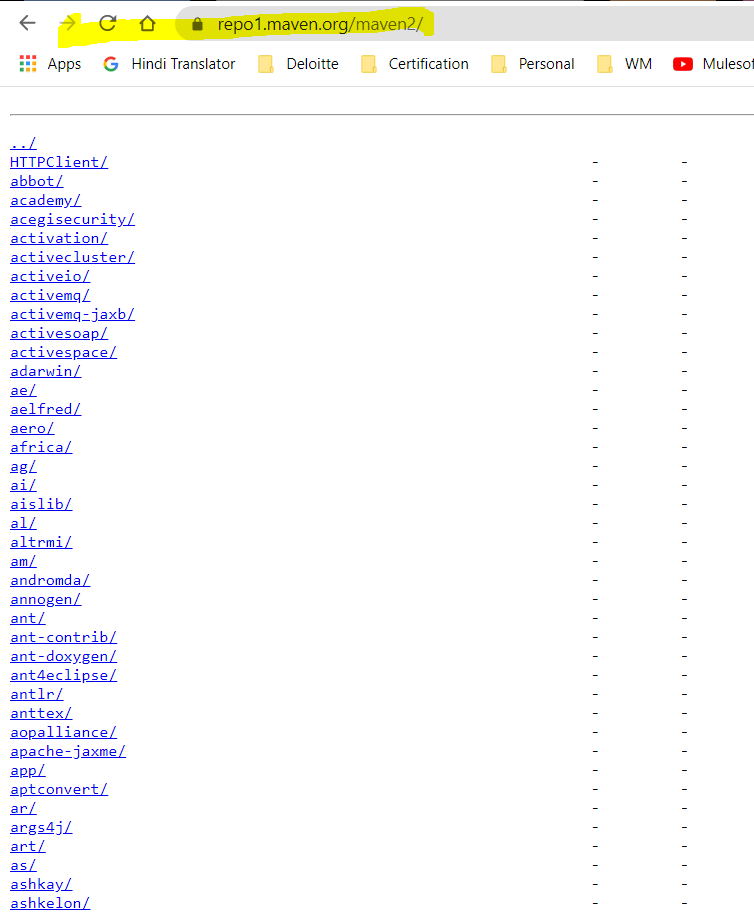 repo1.maven.org/maven2/
Apps Hindi Translator Deloitte Certification Personal WM Mulesof
../
HTTPClient/ - -
abbot/ - -
academy/ - -
acegisecurity/ - -
activation/ - -
activecluster/ - -
activeio/ - -
activemq/ - -
activemq-jaxb/ - -
activesoap/ - -
activespace/ - -
adarwin/ - -
ae/ - -
aelfred/ - -
aero/ - -
africa/ - -
ag/ - -
ai/ - -
aislib/ - -
al/ - -
altrmi/ - -
am/ - -
andromda/ - -
annogen/ - -
ant/ - -
ant-contrib/ - -
ant-doxygen/ - -
ant4eclipse/ - -
antlr/ - -
anttex/ - -
aopalliance/ - -
apache-jaxme/ - -
app/ - -
aptconvert/ - -
ar/ - -
args4j/ - -
art/ - -
as/ - -
ashkay/ - -
ashkelon/ - -